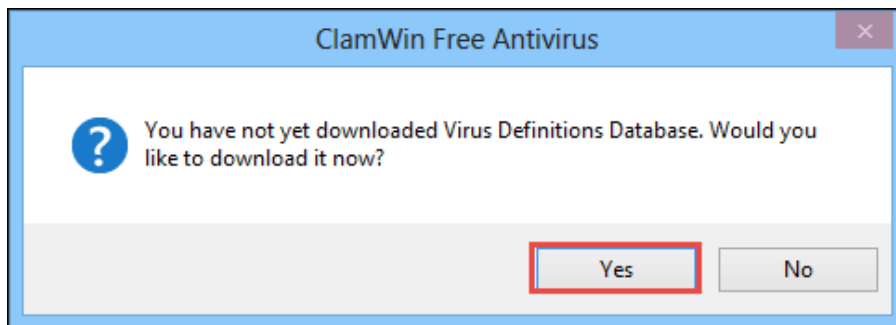 ClamWin Free Antivirus
You have not yet downloaded Virus Definitions Database. Would you
like to download it now?
Yes
No